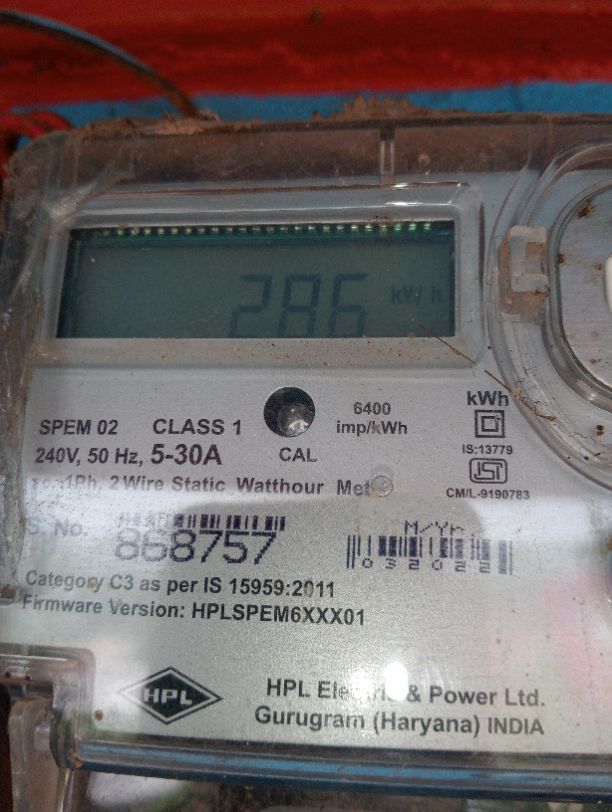 286 kWh
SPEM 02 CLASS 1
6400
imp/kWh
kWh
240V, 50 Hz, 5-30A
CAL
IS:13779
ISI
CM/L-9190783
1Ph, 2 Wire Static Watthour
S. No. 868757
M/Yr
032022
Category C3 as per IS 15959:2011
Firmware Version: HPLSPEM6XXX01
HPL
HPL & Power Ltd.
Gurugram (Haryana) INDIA